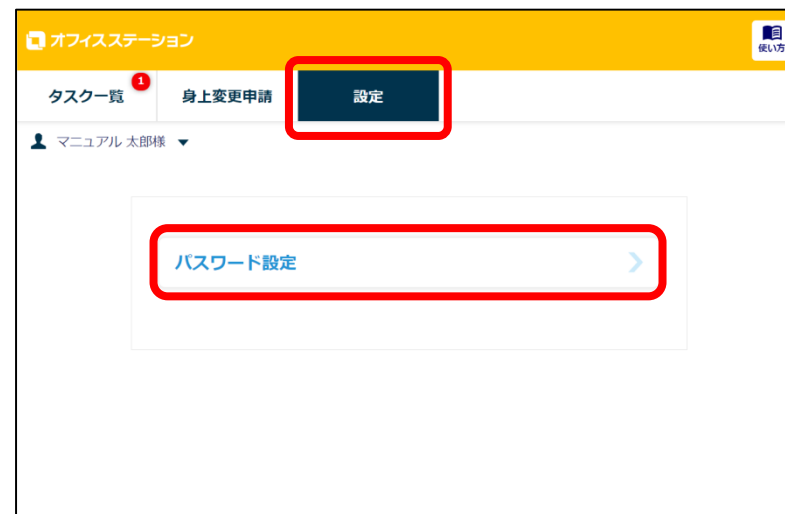 オフィスステーション
使い方
タスク一覧 1 身上変更申請 設定
マニュアル 太郎様
パスワード設定